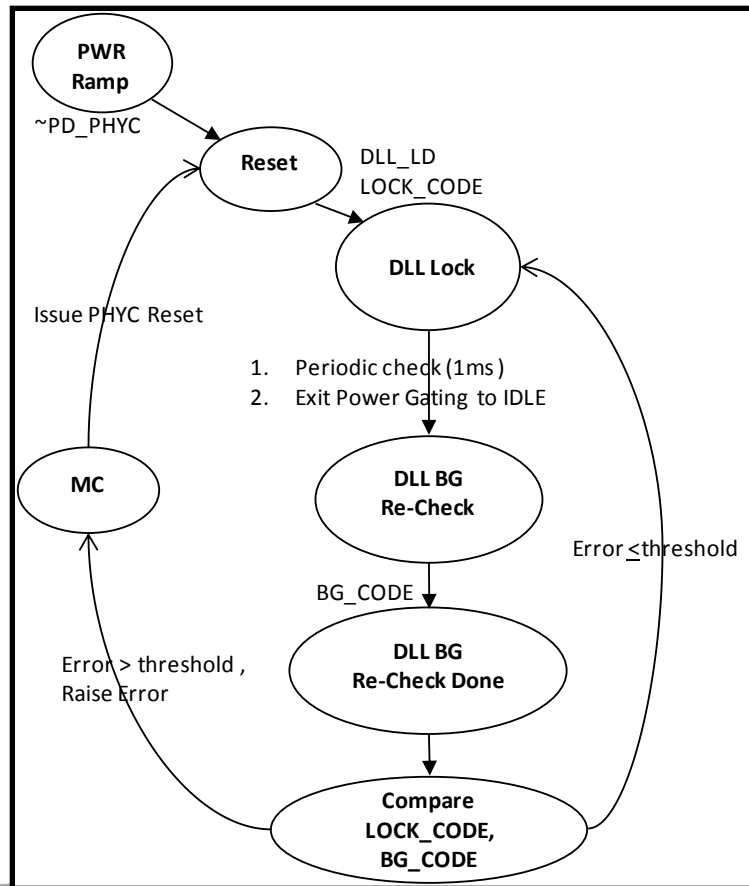 PWR
Ramp
~PD_PHYC
Reset
DLL_LD
LOCK_CODE
DLL Lock
Issue PHYC Reset
1. Periodic check (1ms)
2. Exit Power Gating to IDLE
MC
DLL BG
Re-Check
Error ≤threshold
BG_CODE
DLL BG
Re-Check Done
Error > threshold ,
Raise Error
Compare
LOCK_CODE,
BG_CODE